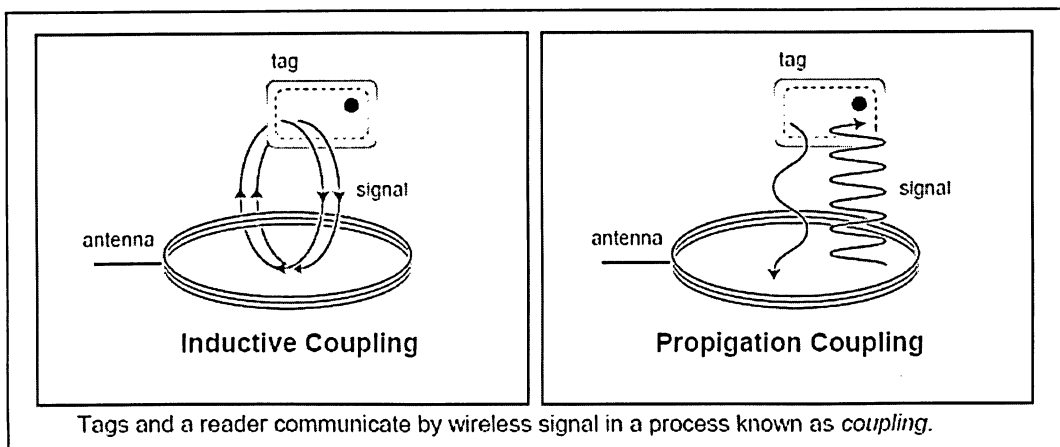 tag
signal
antenna
Inductive Coupling
tag
signal
antenna
Propigation Coupling
Tags and a reader communicate by wireless signal in a process known as coupling.